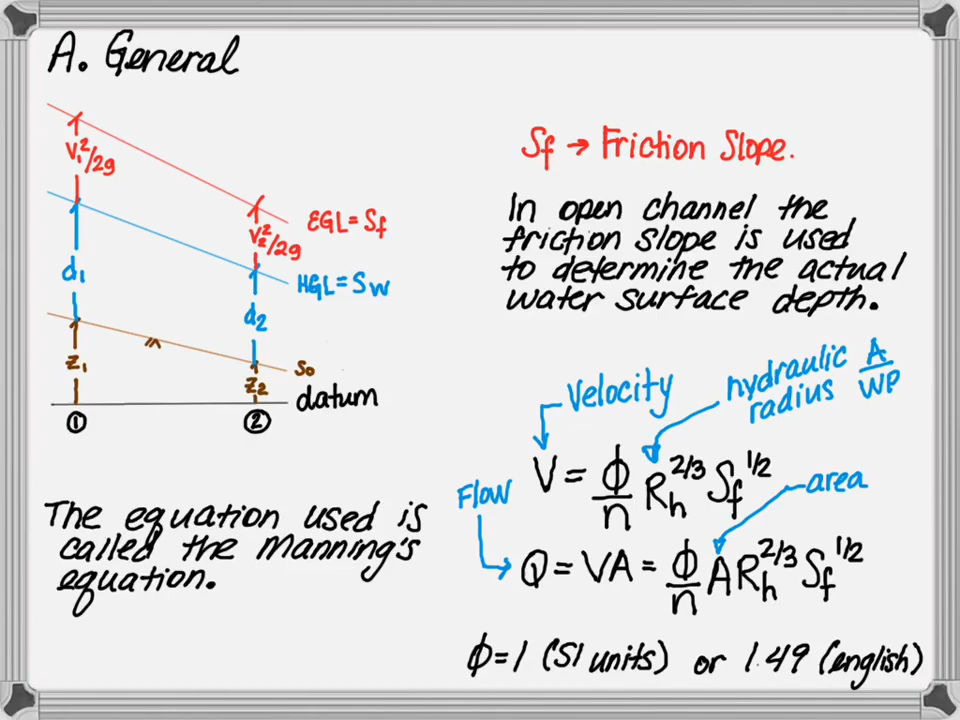 A. General
V₁²/2g
V₂²/2g
EGL = Sf
d₁
HGL = Sw
d₂
z₁
z₂
So
datum
①
②
The equation used is
called the Manning's
equation.
Sf → Friction Slope.
In open channel the
friction slope is used
to determine the actual
water surface depth.
Velocity
hydraulic
radius A/WP
V = ϕ/n Rh^2/3 Sf^1/2
Flow
area
Q = VA = ϕ/n A Rh^2/3 Sf^1/2
ϕ = 1 (SI units) or 1.49 (english)